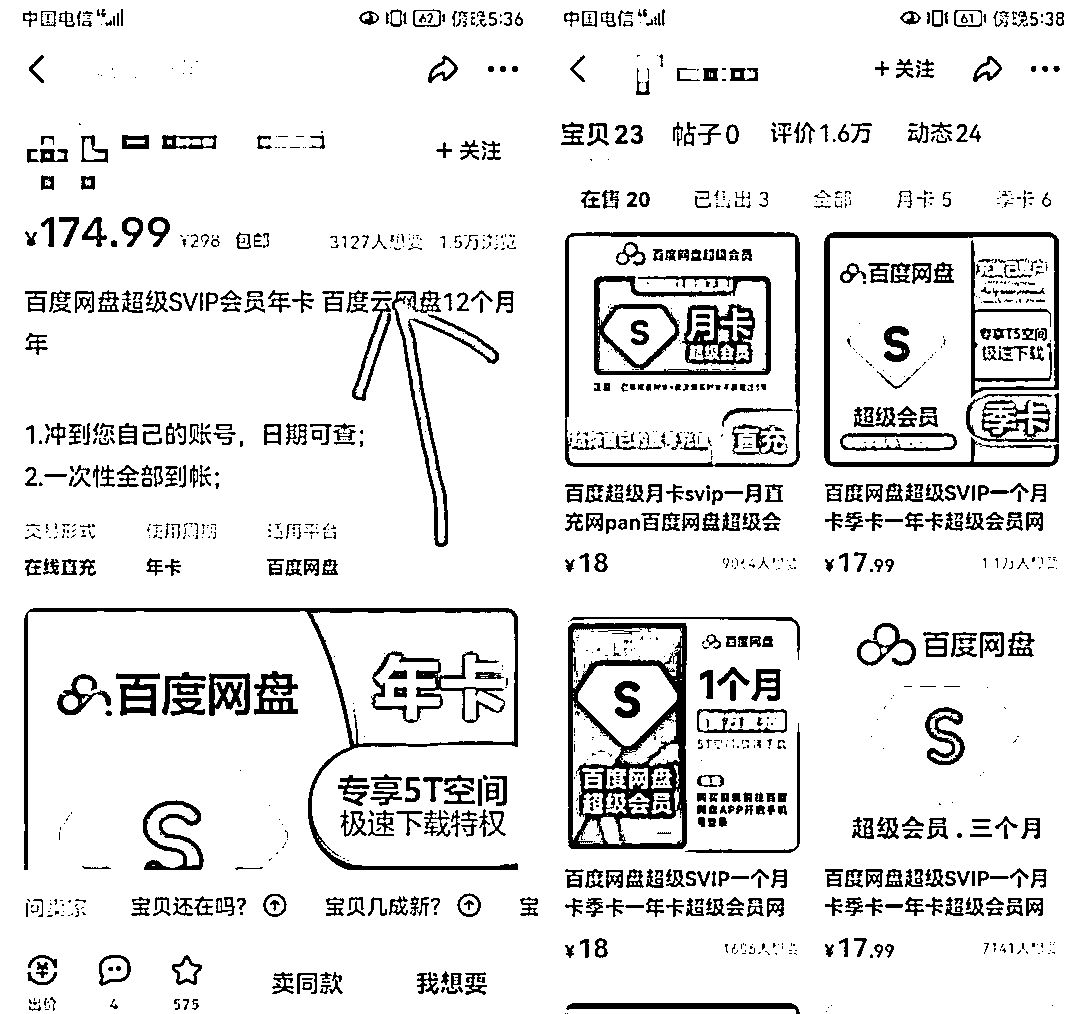 中国电信 62 傍晚5:36
+ 关注
¥174.99 ¥298 包邮 3127人想要 1.5万浏览
百度网盘超级SVIP会员年卡 百度云网盘12个月
年
1.冲到您自己的账号，日期可查；
2.一次性全部到帐；
交易形式 使用周期 适用平台
在线直充 年卡 百度网盘
百度网盘
年卡
专享5T空间
极速下载特权
S
问卖家 宝贝还在吗? 宝贝几成新? 宝
出价 4 575 卖同款 我想要
中国电信 61 傍晚5:38
+ 关注
宝贝23 帖子0 评价1.6万 动态24
在售 20 已售出 3 全部 月卡 5 季卡 6
百度网盘超级会员
S
月卡
超级会员
直充
百度超级月卡svip一月直
充网pan百度网盘超级会
¥18
百度网盘
S
专享T5空间
极速下载
超级会员
季卡
百度网盘超级SVIP一个月
卡季卡一年卡超级会员网
¥17.99 1.1万人想要
S
百度网盘
超级会员
百度网盘
1个月
官方直充
百度网盘超级SVIP一个月
卡季卡一年卡超级会员网
¥18 1606人想要
百度网盘
S
超级会员.三个月
百度网盘超级SVIP一个月
卡季卡一年卡超级会员网
¥17.99 7141人想要